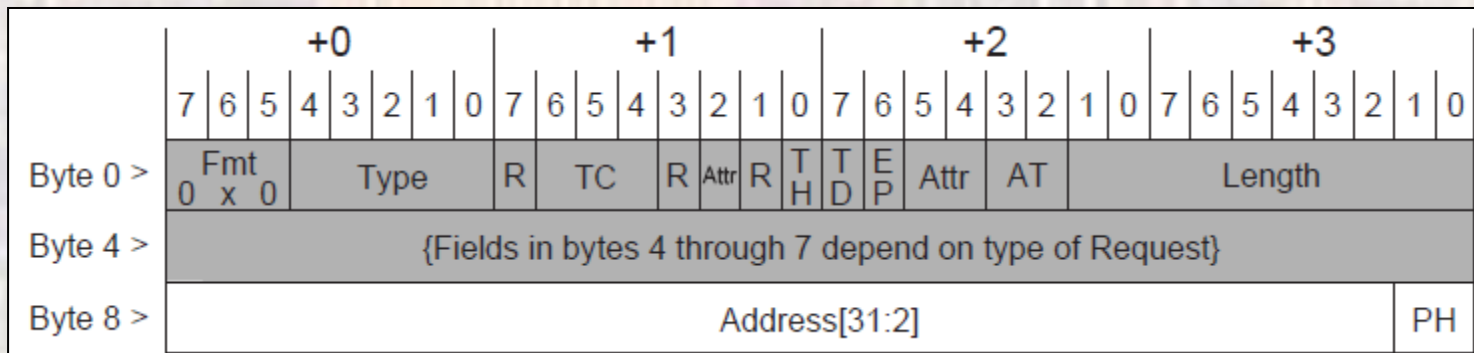 +0 +1 +2 +3
7 6 5 4 3 2 1 0 7 6 5 4 3 2 1 0 7 6 5 4 3 2 1 0 7 6 5 4 3 2 1 0
Byte 0 > Fmt 0 x 0 Type R TC R Attr R TH TD EP Attr AT Length
Byte 4 > {Fields in bytes 4 through 7 depend on type of Request}
Byte 8 > Address[31:2] PH